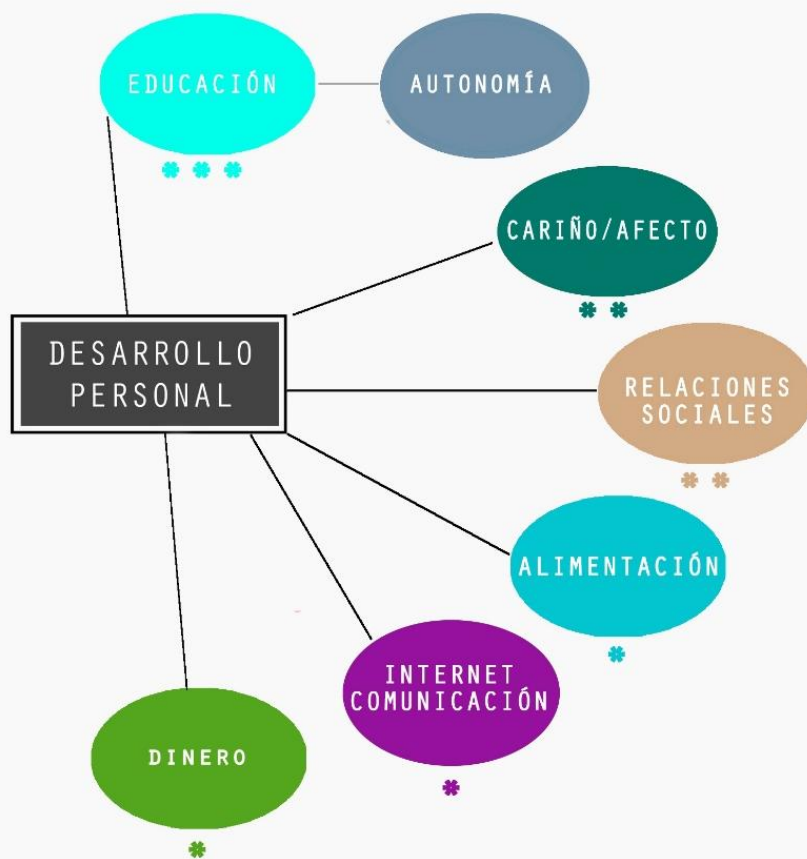 EDUCACIÓN
AUTONOMÍA
CARIÑO/AFECTO
DESARROLLO
PERSONAL
RELACIONES
SOCIALES
ALIMENTACIÓN
INTERNET
COMUNICACIÓN
DINERO